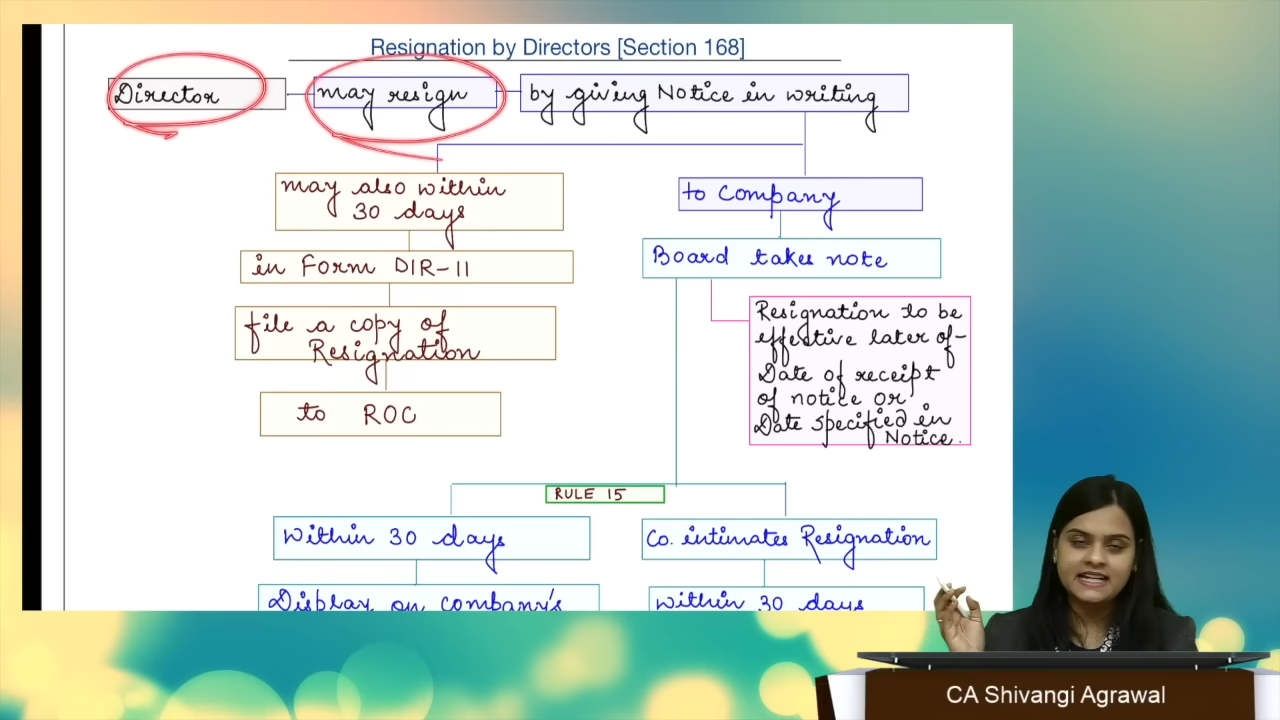 Resignation by Directors [Section 168]
Director
may resign
by giving Notice in writing
may also within
30 days
in Form DIR-11
file a copy of
Resignation
to ROC
to Company
Board takes note
Resignation to be
effective later of-
Date of receipt
of notice or
Date specified in
Notice.
RULE 15
Within 30 days
Display on company's
Co. intimates Resignation
within 30 days
CA Shivangi Agrawal